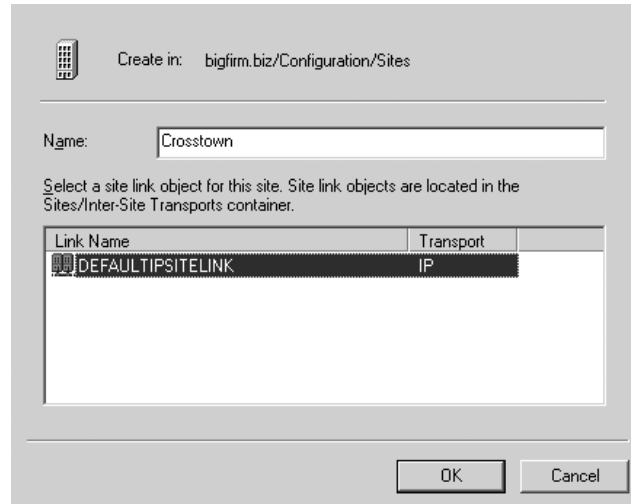 Create in: bigfirm.biz/Configuration/Sites
Name: Crosstown
Select a site link object for this site. Site link objects are located in the
Sites/Inter-Site Transports container.
Link Name Transport
DEFAULTIPSITELINK IP
OK Cancel